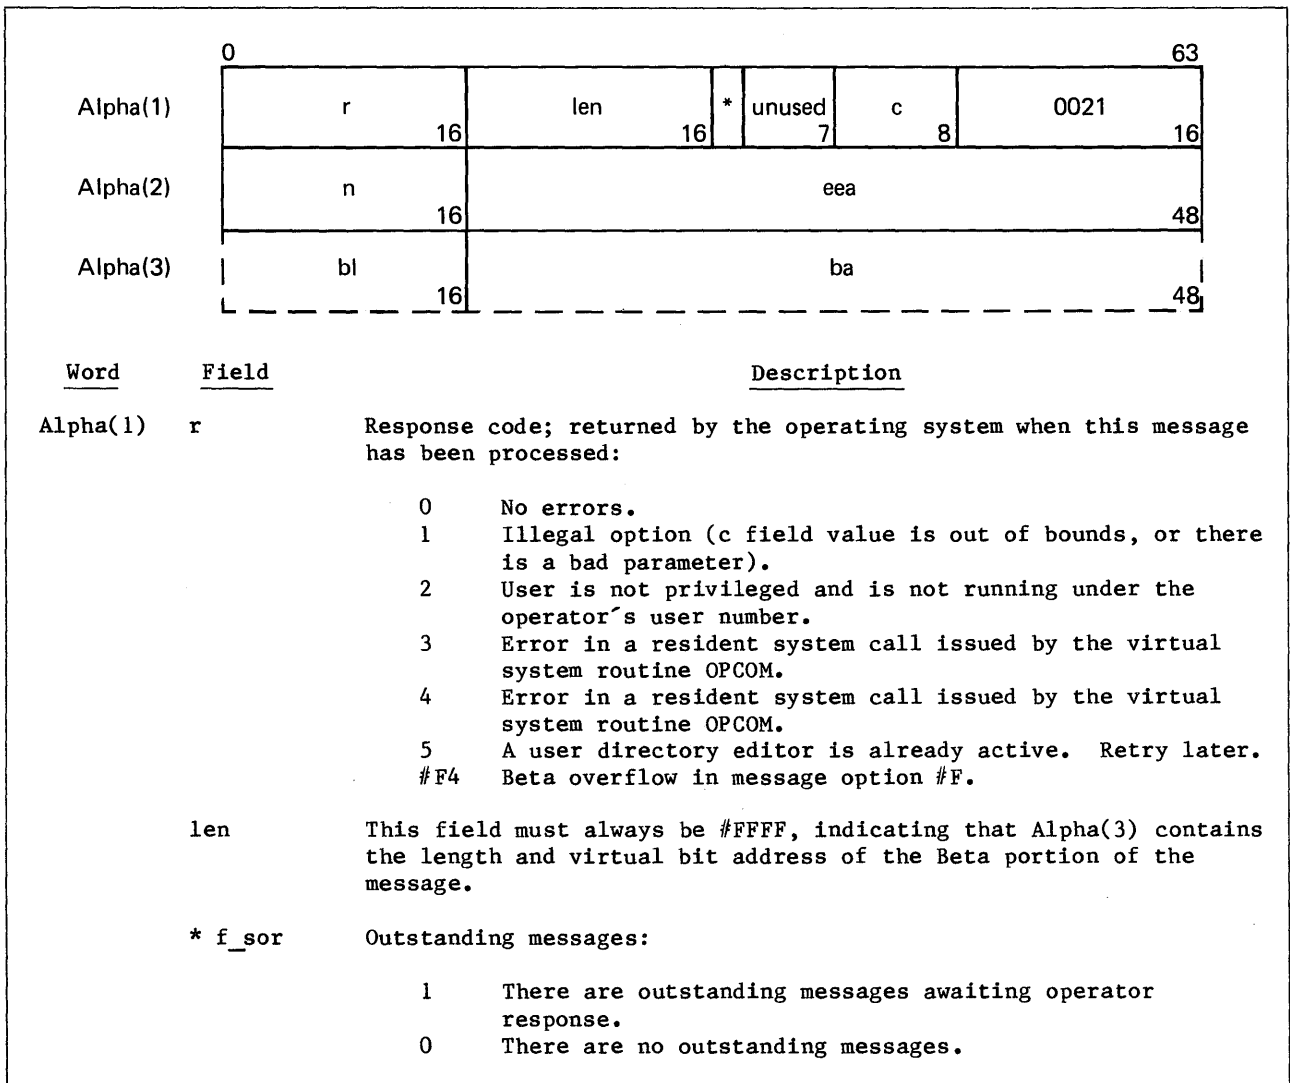 0 63
Alpha(1) r 16 len 16 * unused 7 c 8 0021 16
Alpha(2) n 16 eea 48
Alpha(3) bl 16 ba 48
Word Field Description
Alpha(1) r Response code; returned by the operating system when this message
has been processed:
0 No errors.
1 Illegal option (c field value is out of bounds, or there
is a bad parameter).
2 User is not privileged and is not running under the
operator´s user number.
3 Error in a resident system call issued by the virtual
system routine OPCOM.
4 Error in a resident system call issued by the virtual
system routine OPCOM.
5 A user directory editor is already active. Retry later.
#F4 Beta overflow in message option #F.
len This field must always be #FFFF, indicating that Alpha(3) contains
the length and virtual bit address of the Beta portion of the
message.
* f_sor Outstanding messages:
1 There are outstanding messages awaiting operator
response.
0 There are no outstanding messages.